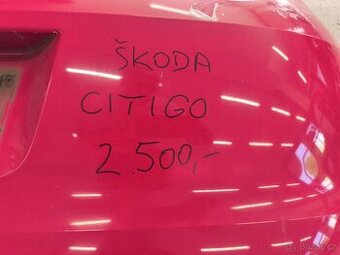 ŠKODA
CITIGO
2.500,-